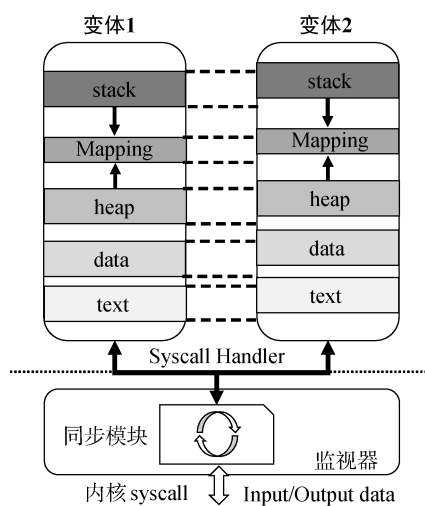 变体1 变体2
stack stack
Mapping Mapping
heap heap
data data
text text
Syscall Handler
同步模块
监视器
内核 syscall Input/Output data